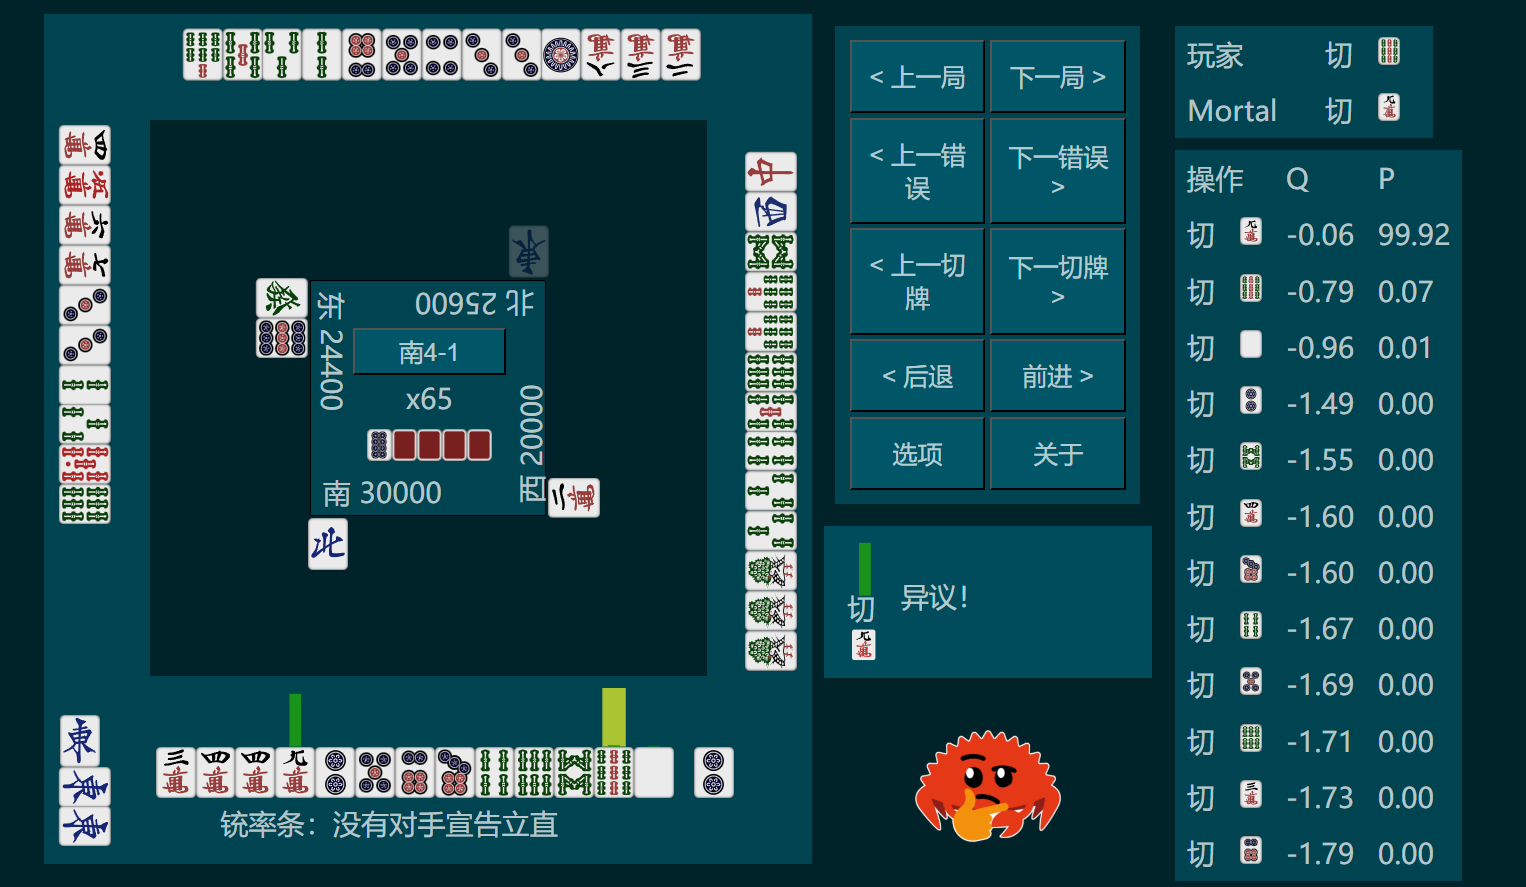 < 上一局
下一局 >
< 上一错误
下一错误 >
< 上一切牌
下一切牌 >
< 后退
前进 >
选项
关于
玩家 切
Mortal 切
操作 Q P
切 -0.06 99.92
切 -0.79 0.07
切 -0.96 0.01
切 -1.49 0.00
切 -1.55 0.00
切 -1.60 0.00
切 -1.60 0.00
切 -1.67 0.00
切 -1.69 0.00
切 -1.71 0.00
切 -1.73 0.00
切 -1.79 0.00
北 25600
东 24400
南4-1
x65
西 20000
南 30000
切
异议！
铳率条：没有对手宣告立直